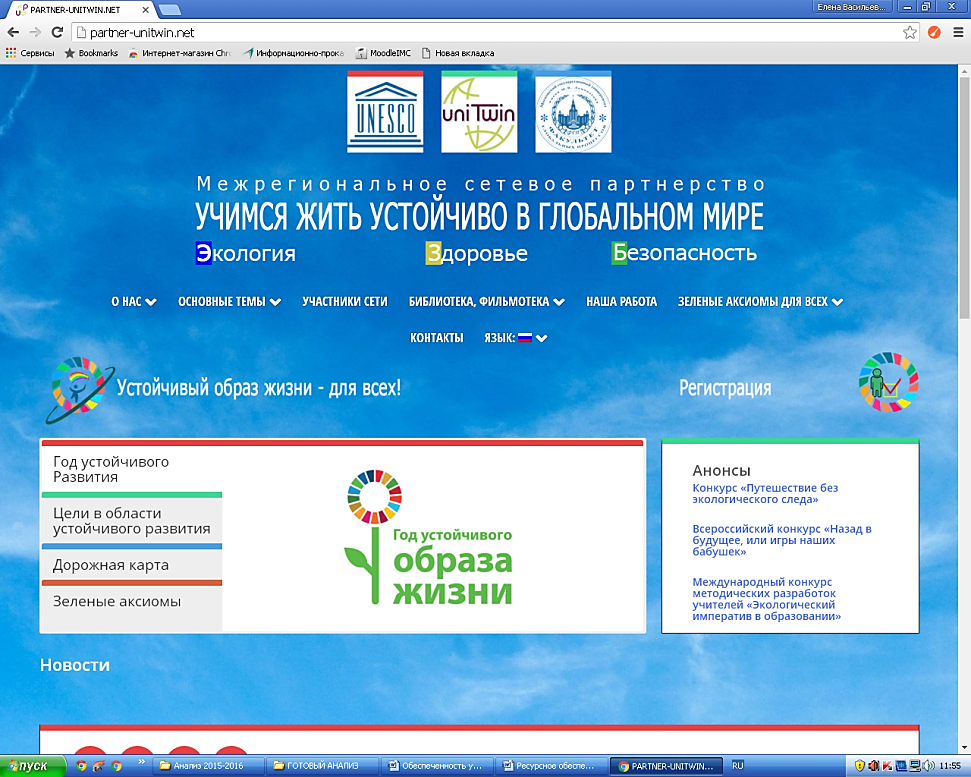 PARTNER-UNITWIN.NET
Елена Васильев...
partner-unitwin.net
Сервисы
Bookmarks
Интернет-магазин Chr
Информационно-прока
MoodleIMC
Новая вкладка
UNESCO
uniTwin
ФАКУЛЬТЕТ
Межрегиональное сетевое партнерство
УЧИМСЯ ЖИТЬ УСТОЙЧИВО В ГЛОБАЛЬНОМ МИРЕ
Экология Здоровье Безопасность
О НАС ОСНОВНЫЕ ТЕМЫ УЧАСТНИКИ СЕТИ БИБЛИОТЕКА, ФИЛЬМОТЕКА НАША РАБОТА ЗЕЛЕНЫЕ АКСИОМЫ ДЛЯ ВСЕХ
КОНТАКТЫ ЯЗЫК:
Устойчивый образ жизни - для всех!
Регистрация
Год устойчивого
Развития
Цели в области
устойчивого развития
Дорожная карта
Зеленые аксиомы
Год устойчивого
образа
жизни
Анонсы
Конкурс «Путешествие без
экологического следа»
Всероссийский конкурс «Назад в
будущее, или игры наших
бабушек»
Международный конкурс
методических разработок
учителей «Экологический
императив в образовании»
Новости
пуск
Анализ 2015-2016
ГОТОВЫЙ АНАЛИЗ
Обеспеченность у...
Ресурсное обеспе...
PARTNER-UNITWIN...
RU
11:55